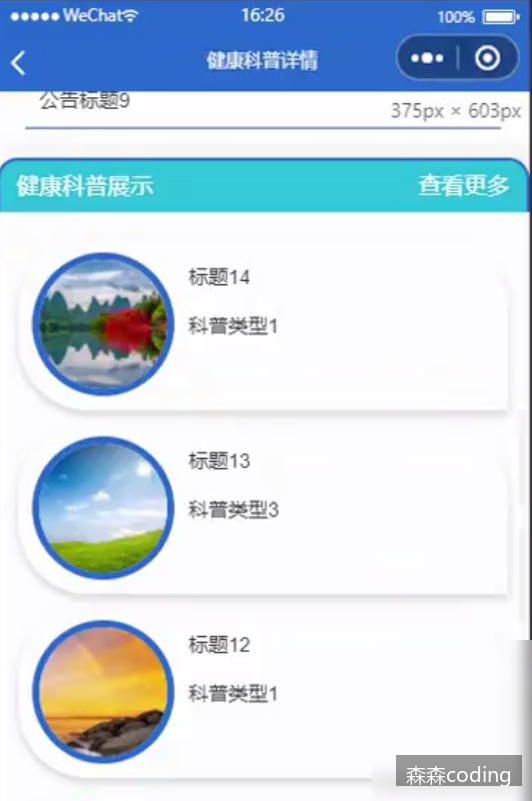 WeChat 16:26 100%
健康科普详情
公告标题9
375px × 603px
健康科普展示 查看更多
标题14
科普类型1
标题13
科普类型3
标题12
科普类型1
森森coding